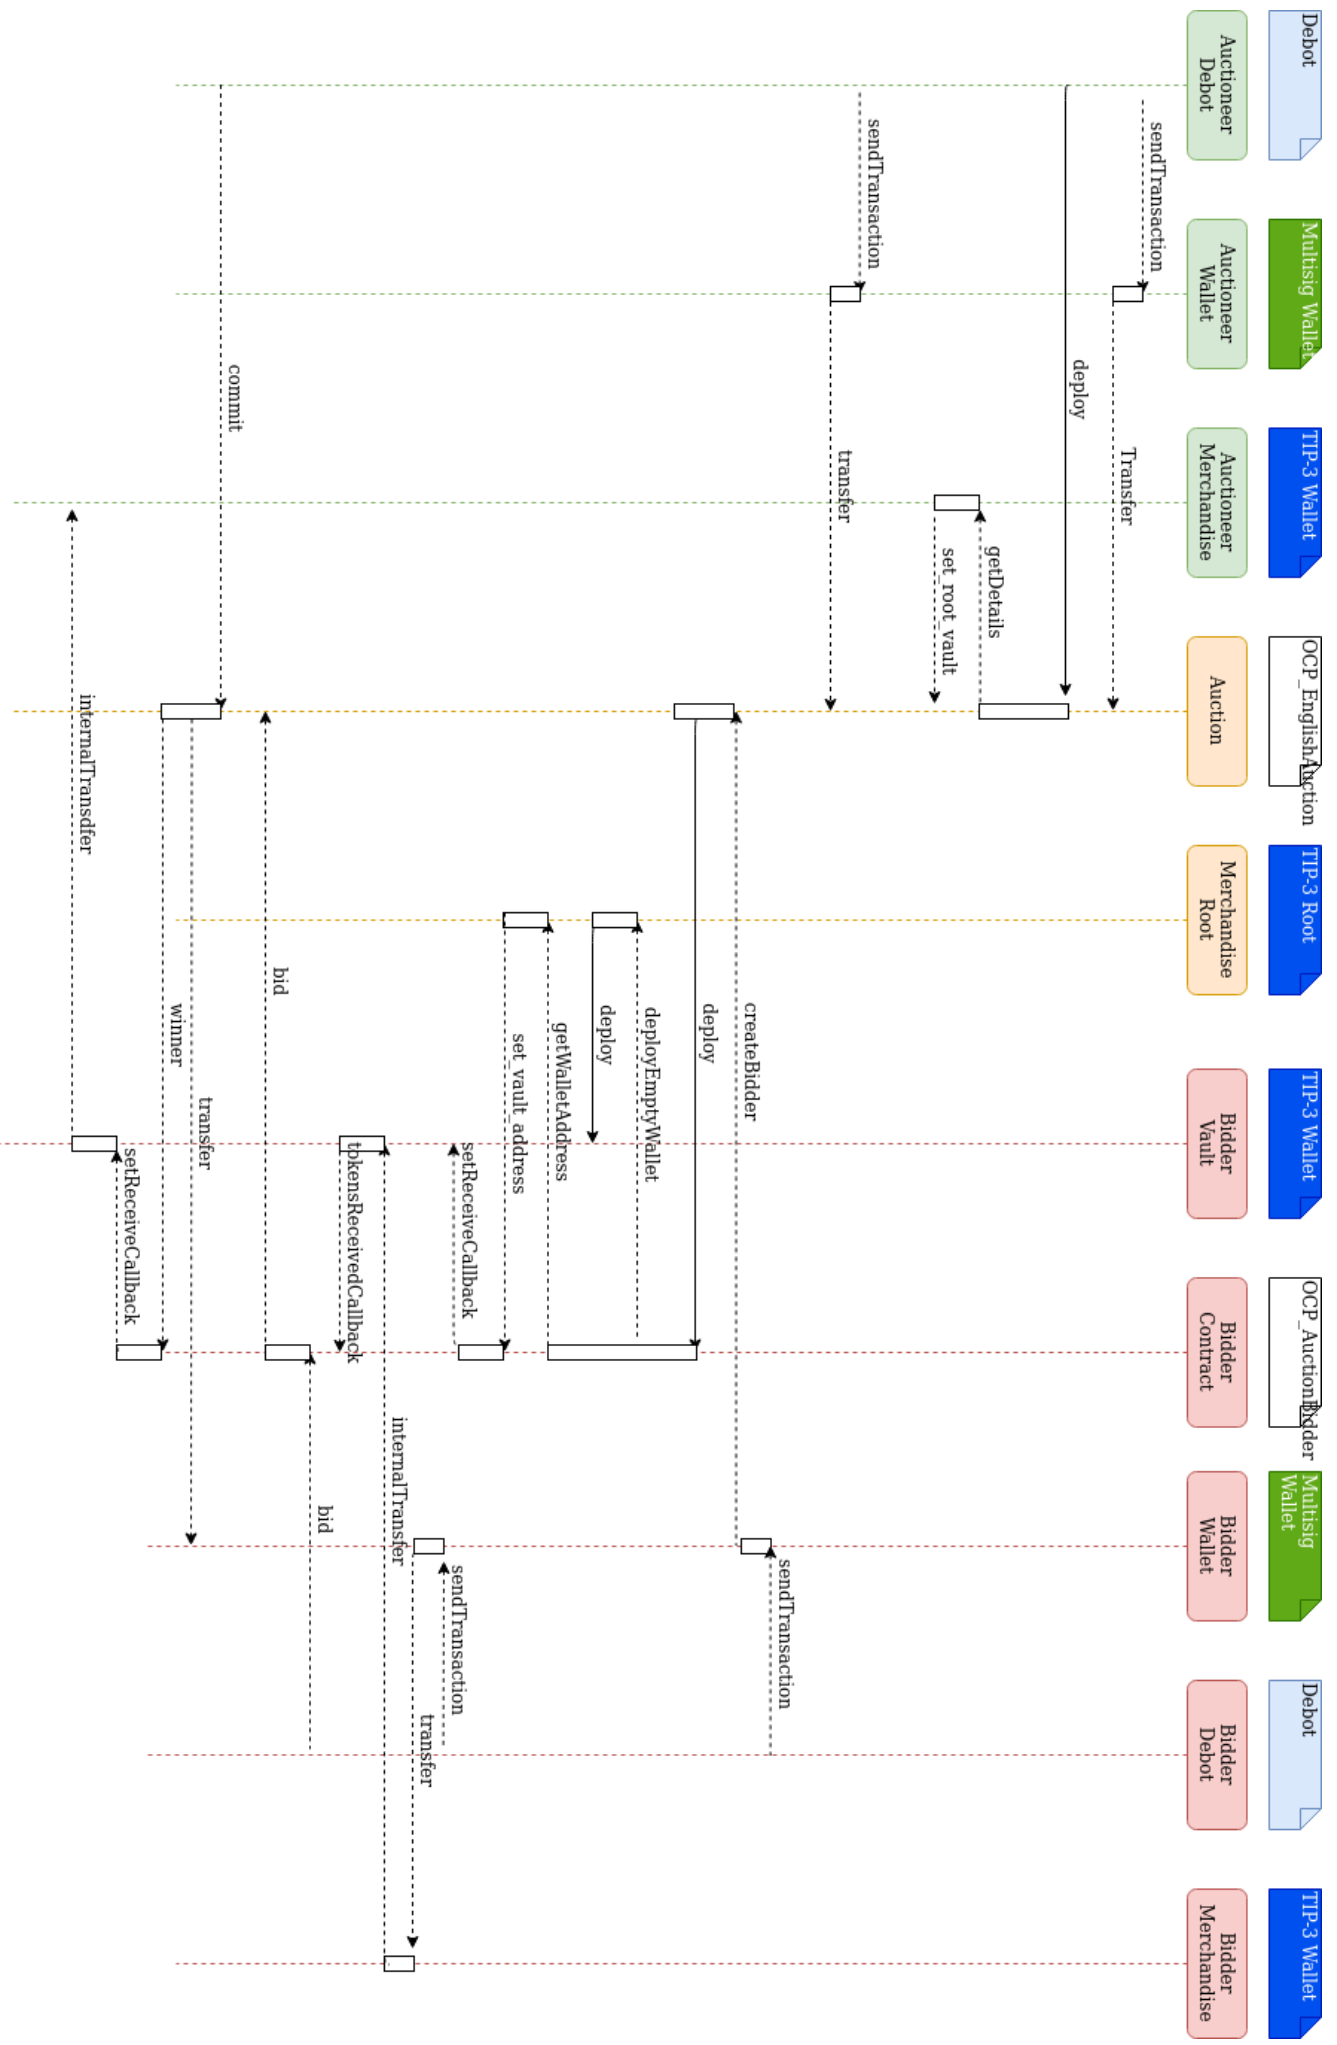 Debot
Multisig Wallet
TIP-3 Wallet
OCP_EnglishAuction
TIP-3 Root
TIP-3 Wallet
OCP_AuctionBidder
Multisig
Wallet
Debot
TIP-3 Wallet
Auctioneer
Debot
Auctioneer
Wallet
Auctioneer
Merchandise
Auction
Merchandise
Root
Bidder
Vault
Bidder
Contract
Bidder
Wallet
Bidder
Debot
Bidder
Merchandise
sendTransaction
Transfer
deploy
getDetails
set_root_vault
sendTransaction
transfer
sendTransaction
createBidder
deploy
deployEmptyWallet
deploy
getWalletAddress
set_vault_address
setReceiveCallback
sendTransaction
transfer
internalTransfer
tokensReceivedCallback
bid
bid
commit
transfer
winner
setReceiveCallback
internalTransdfer